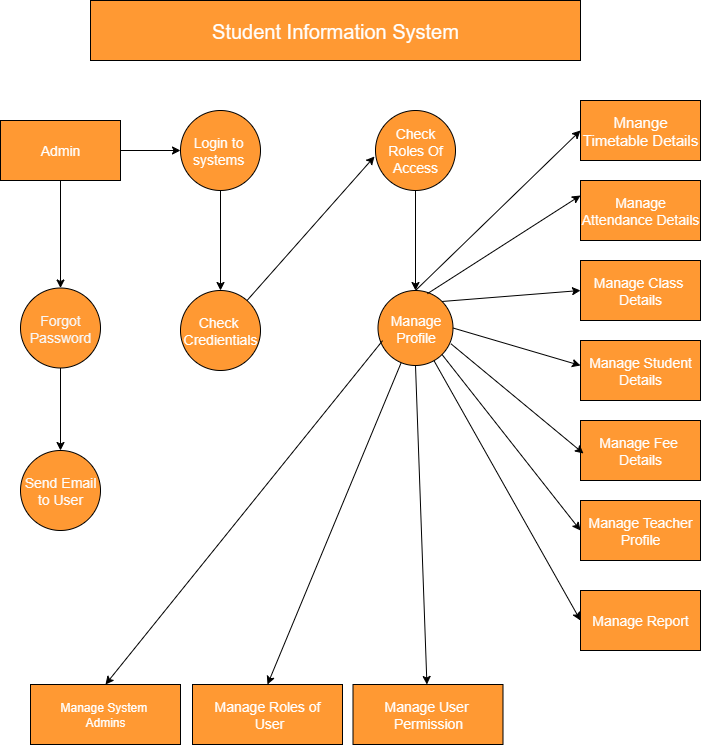 Student Information System
Admin
Login to
systems
Check
Roles Of
Access
Mnange
Timetable Details
Manage
Attendance Details
Manage Class
Details
Forgot
Password
Check
Credientials
Manage
Profile
Manage Student
Details
Manage Fee
Details
Send Email
to User
Manage Teacher
Profile
Manage Report
Manage System
Admins
Manage Roles of
User
Manage User
Permission